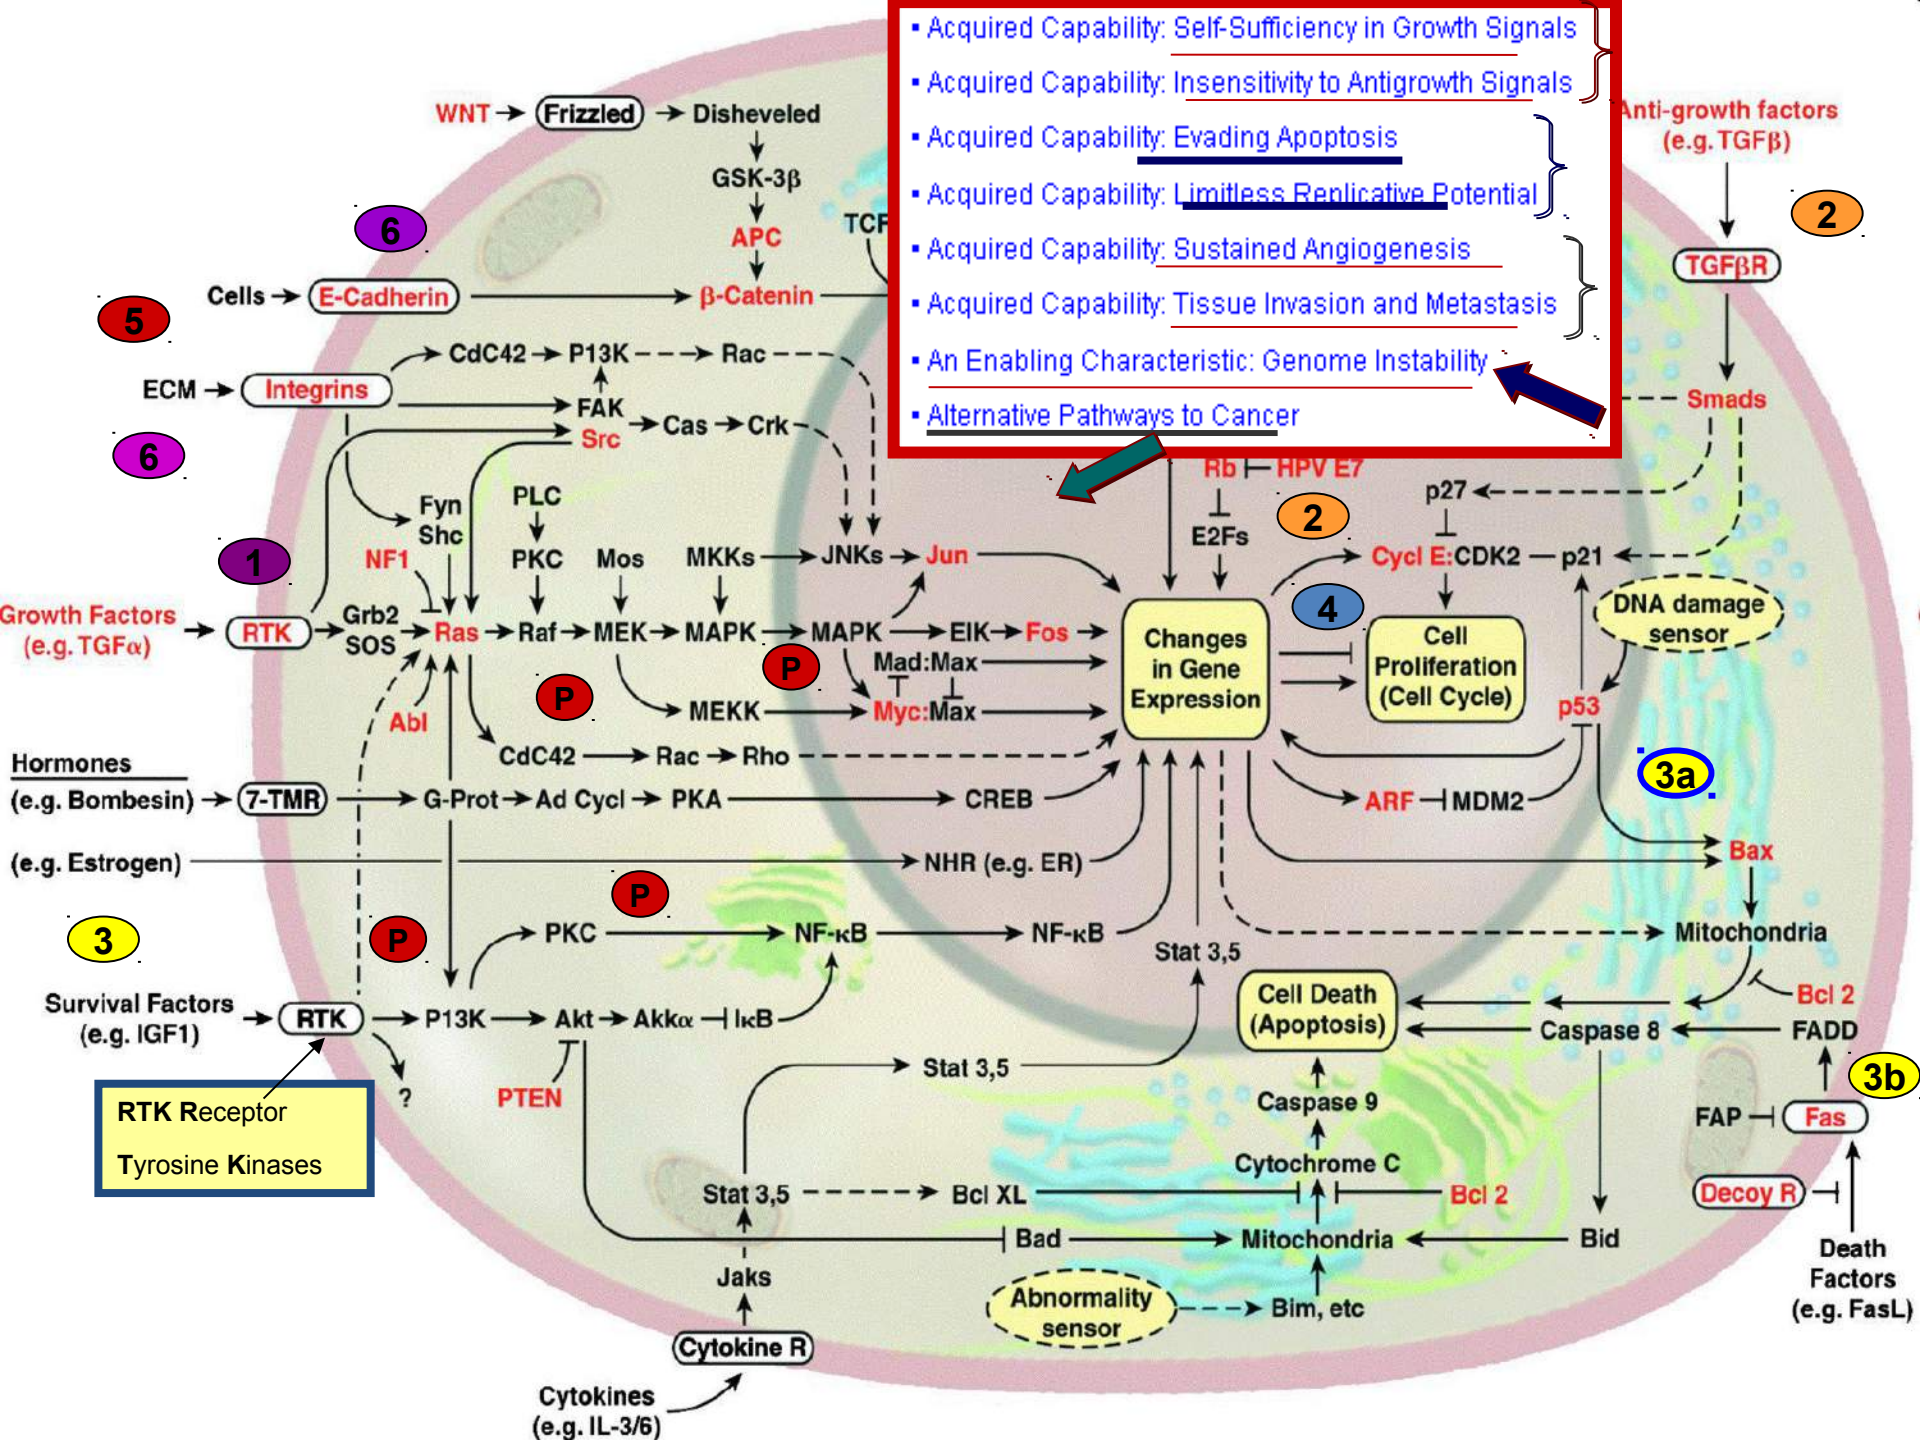 ▪ Acquired Capability: Self-Sufficiency in Growth Signals
▪ Acquired Capability: Insensitivity to Antigrowth Signals
▪ Acquired Capability: Evading Apoptosis
▪ Acquired Capability: Limitless Replicative Potential
▪ Acquired Capability: Sustained Angiogenesis
▪ Acquired Capability: Tissue Invasion and Metastasis
▪ An Enabling Characteristic: Genome Instability
▪ Alternative Pathways to Cancer
WNT Frizzled Disheveled
GSK-3β
APC
TCF
6
Cells E-Cadherin β-Catenin
5
Anti-growth factors
(e.g. TGFβ)
2
TGFβR
Smads
CdC42 P13K Rac
ECM Integrins
FAK
Src Cas Crk
6
Rb HPV E7
p27
2
E2Fs
Fyn
Shc
PLC
NF1
PKC Mos MKKs JNKs Jun
Cycl E:CDK2 p21
1
4
DNA damage
sensor
Growth Factors
(e.g. TGFα)
RTK
Grb2
SOS
Ras Raf MEK MAPK MAPK ElK Fos
Mad:Max
P
P
MEKK Myc:Max
Abl
CdC42 Rac Rho
Changes
in Gene
Expression
Cell
Proliferation
(Cell Cycle)
p53
3a
Hormones
(e.g. Bombesin) 7-TMR G-Prot Ad Cycl PKA CREB
ARF MDM2
(e.g. Estrogen) NHR (e.g. ER)
Bax
P
3
P
PKC NF-κB NF-κB
Stat 3,5
Mitochondria
Survival Factors
(e.g. IGF1)
RTK P13K Akt Akkα IκB
?
PTEN
Stat 3,5
Cell Death
(Apoptosis)
Bcl 2
Caspase 8 FADD
3b
RTK Receptor
Tyrosine Kinases
Caspase 9
FAP Fas
Cytochrome C
Stat 3,5 Bcl XL Bcl 2
Decoy R
Bad Mitochondria Bid
Death
Factors
(e.g. FasL)
Jaks
Abnormality
sensor
Bim, etc
Cytokine R
Cytokines
(e.g. IL-3/6)